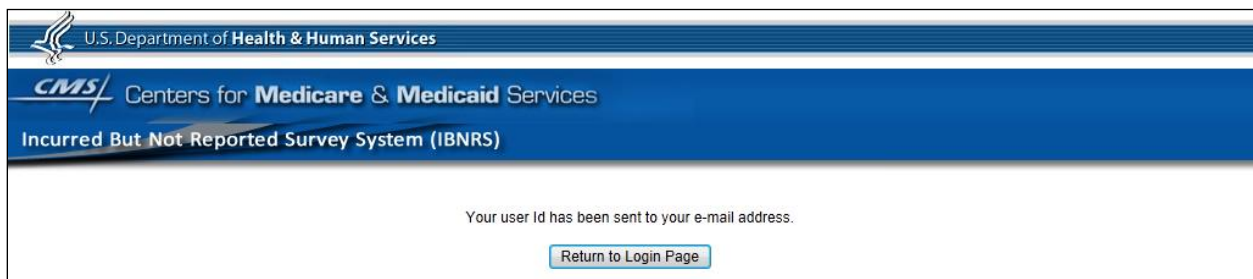 U.S. Department of Health & Human Services
CMS Centers for Medicare & Medicaid Services
Incurred But Not Reported Survey System (IBNRS)
Your user Id has been sent to your e-mail address.
Return to Login Page